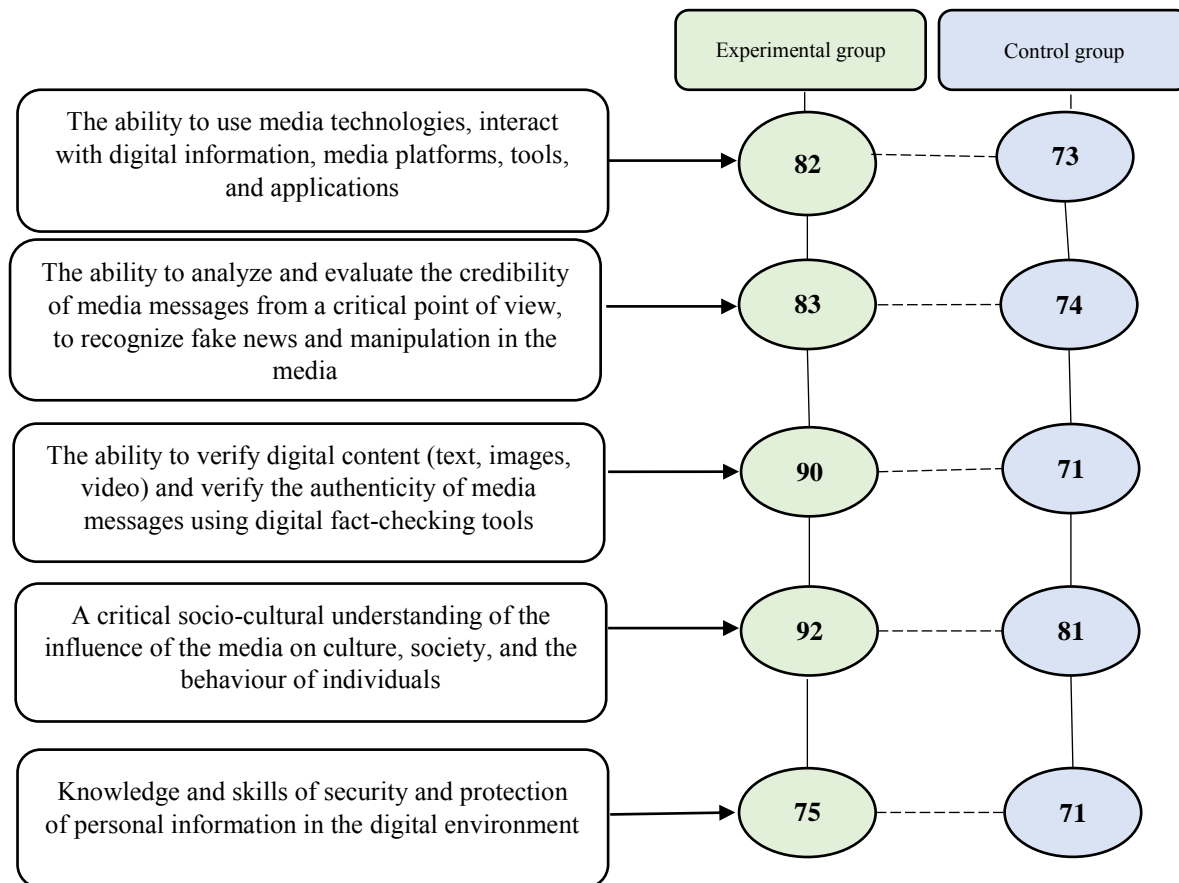 Experimental group
Control group
The ability to use media technologies, interact
with digital information, media platforms, tools,
and applications
82
73
The ability to analyze and evaluate the credibility
of media messages from a critical point of view,
to recognize fake news and manipulation in the
media
83
74
The ability to verify digital content (text, images,
video) and verify the authenticity of media
messages using digital fact-checking tools
90
71
A critical socio-cultural understanding of the
influence of the media on culture, society, and the
behaviour of individuals
92
81
Knowledge and skills of security and protection
of personal information in the digital environment
75
71